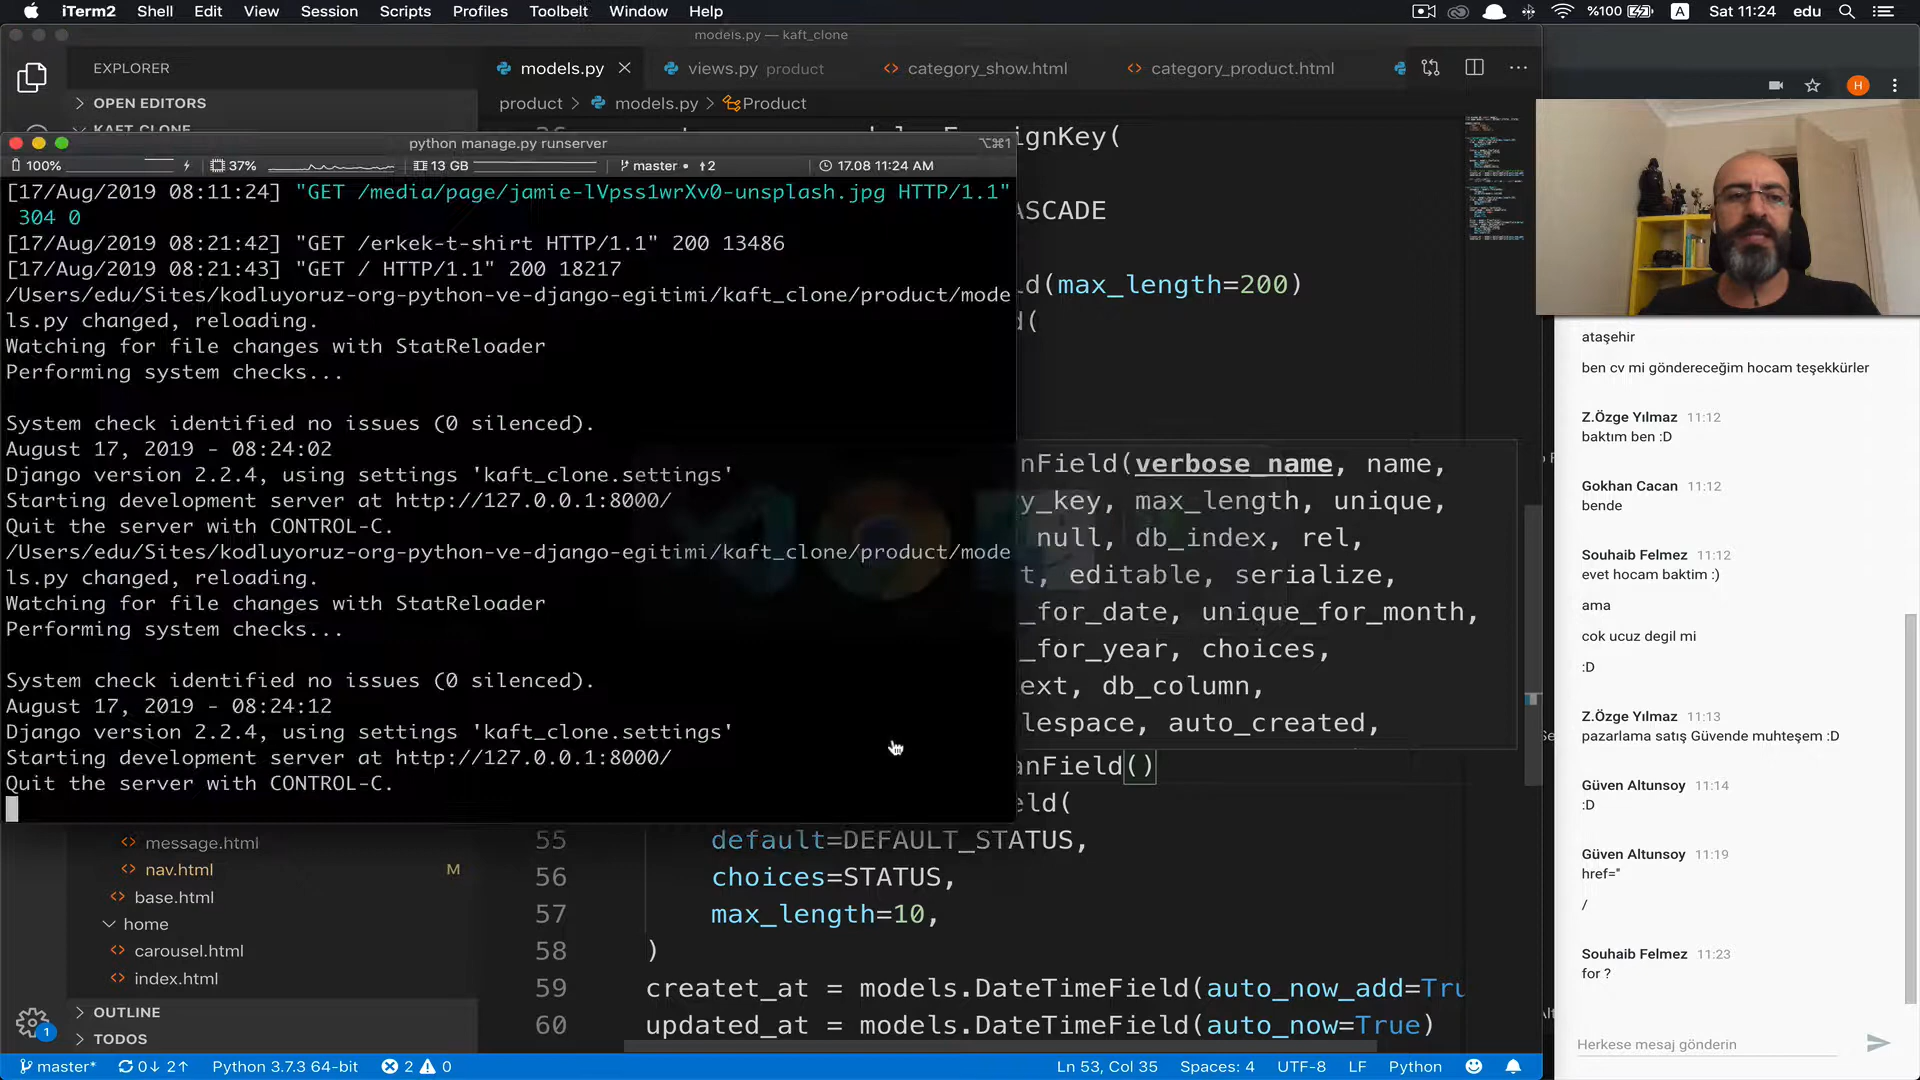 iTerm2 Shell Edit View Session Scripts Profiles Toolbelt Window Help
%100 A Sat 11:24 edu
models.py — kaft_clone
EXPLORER
models.py
views.py product
category_show.html
category_product.html
OPEN EDITORS
product > models.py > Product
KAFT_CLONE
H
python manage.py runserver
⌥⌘1
100% 37% 13 GB master • ↑2 17.08 11:24 AM
[17/Aug/2019 08:11:24] "GET /media/page/jamie-lVpss1wrXv0-unsplash.jpg HTTP/1.1"
304 0
[17/Aug/2019 08:21:42] "GET /erkek-t-shirt HTTP/1.1" 200 13486
[17/Aug/2019 08:21:43] "GET / HTTP/1.1" 200 18217
/Users/edu/Sites/kodluyoruz-org-python-ve-django-egitimi/kaft_clone/product/mode
ls.py changed, reloading.
Watching for file changes with StatReloader
Performing system checks...
System check identified no issues (0 silenced).
August 17, 2019 - 08:24:02
Django version 2.2.4, using settings 'kaft_clone.settings'
Starting development server at http://127.0.0.1:8000/
Quit the server with CONTROL-C.
/Users/edu/Sites/kodluyoruz-org-python-ve-django-egitimi/kaft_clone/product/mode
ls.py changed, reloading.
Watching for file changes with StatReloader
Performing system checks...
System check identified no issues (0 silenced).
August 17, 2019 - 08:24:12
Django version 2.2.4, using settings 'kaft_clone.settings'
Starting development server at http://127.0.0.1:8000/
Quit the server with CONTROL-C.
ignKey(
ASCADE
ld(max_length=200)
d(
nField(verbose_name, name,
y_key, max_length, unique,
null, db_index, rel,
t, editable, serialize,
_for_date, unique_for_month,
_for_year, choices,
ext, db_column,
lespace, auto_created,
anField()
eld(
55 default=DEFAULT_STATUS,
56 choices=STATUS,
57 max_length=10,
58 )
59 createt_at = models.DateTimeField(auto_now_add=Tru
60 updated_at = models.DateTimeField(auto_now=True)
message.html
nav.html M
base.html
home
carousel.html
index.html
OUTLINE
TODOS
1
master* 0↓ 2↑ Python 3.7.3 64-bit 2 0
Ln 53, Col 35 Spaces: 4 UTF-8 LF Python
ataşehir
ben cv mi göndereceğim hocam teşekkürler
Z.Özge Yılmaz 11:12
baktım ben :D
Gokhan Cacan 11:12
bende
Souhaib Felmez 11:12
evet hocam baktim :)
ama
cok ucuz degil mi
:D
Z.Özge Yılmaz 11:13
pazarlama satış Güvende muhteşem :D
Güven Altunsoy 11:14
:D
Güven Altunsoy 11:19
href="
/
Souhaib Felmez 11:23
for ?
Herkese mesaj gönderin